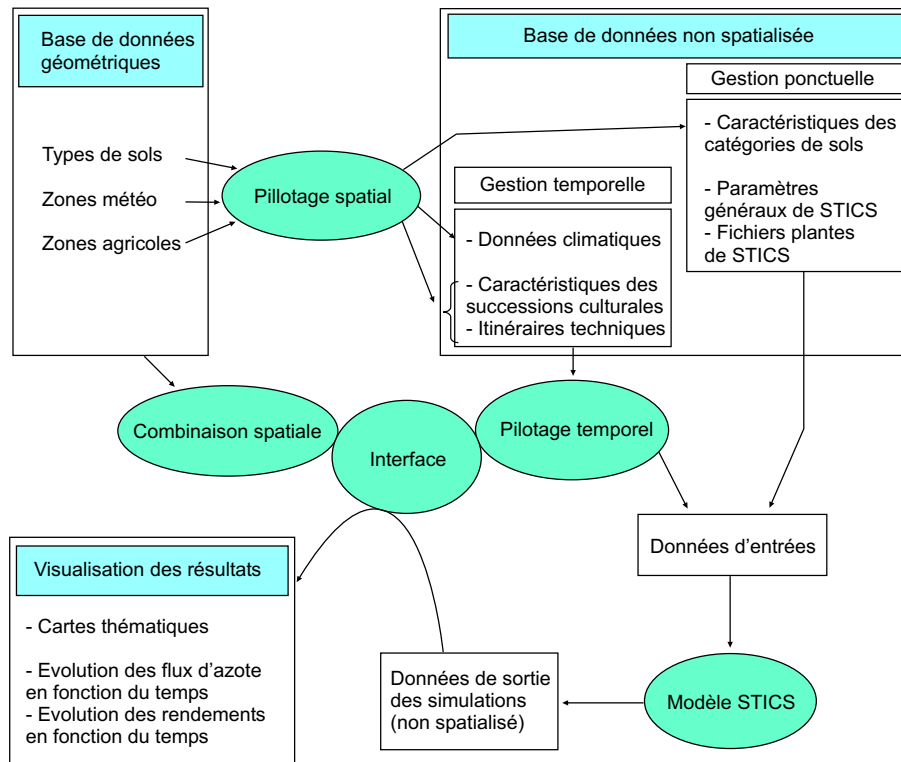 Base de données
géométriques
Types de sols
Zones météo
Zones agricoles
Pillotage spatial
Base de données non spatialisée
Gestion ponctuelle
- Caractéristiques des
catégories de sols
- Paramètres
généraux de STICS
- Fichiers plantes
de STICS
Gestion temporelle
- Données climatiques
- Caractéristiques des
successions culturales
- Itinéraires techniques
Combinaison spatiale
Interface
Pilotage temporel
Données d'entrées
Modèle STICS
Données de sortie
des simulations
(non spatialisé)
Visualisation des résultats
- Cartes thématiques
- Evolution des flux d'azote
en fonction du temps
- Evolution des rendements
en fonction du temps